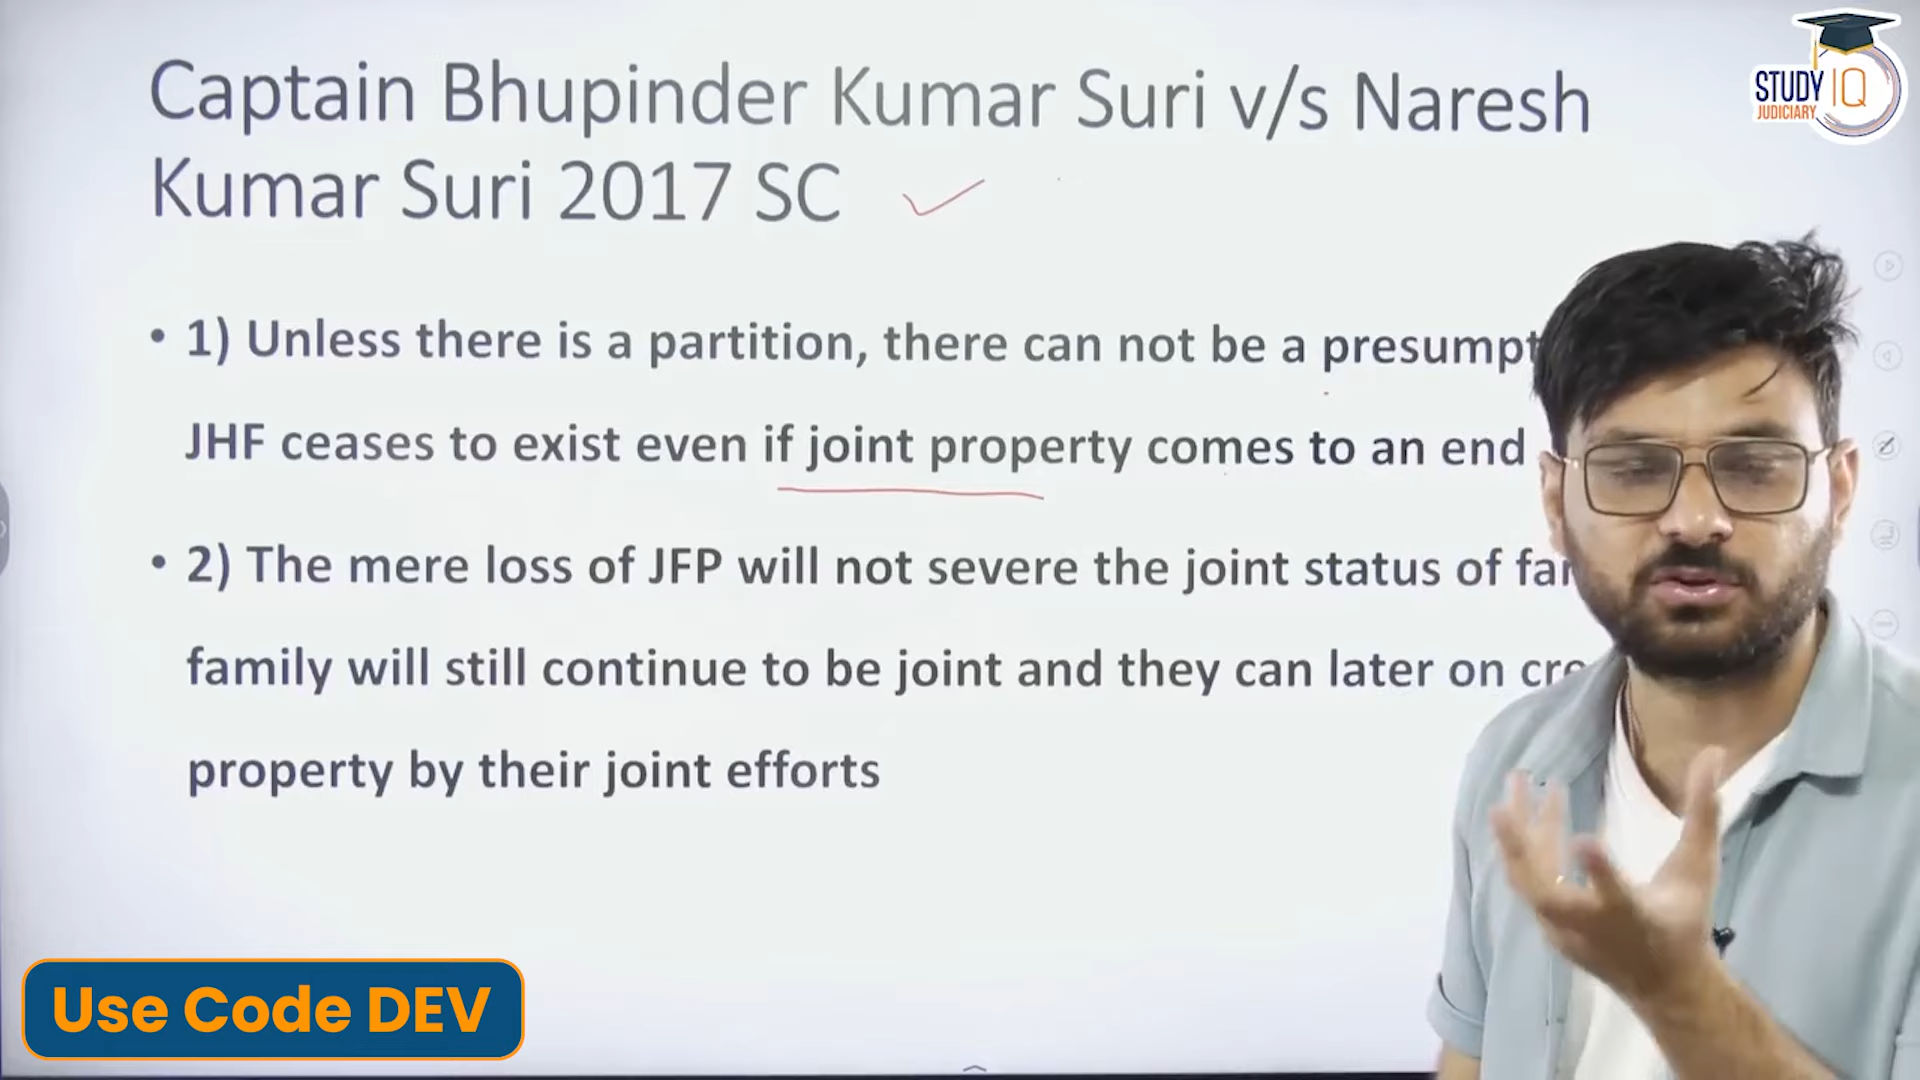 Captain Bhupinder Kumar Suri v/s Naresh
Kumar Suri 2017 SC
STUDY IQ
JUDICIARY
• 1) Unless there is a partition, there can not be a
JHF ceases to exist even if joint property comes to an end
• 2) The mere loss of JFP will not severe the joint status of
family will still continue to be joint and they can later on
property by their joint efforts
Use Code DEV